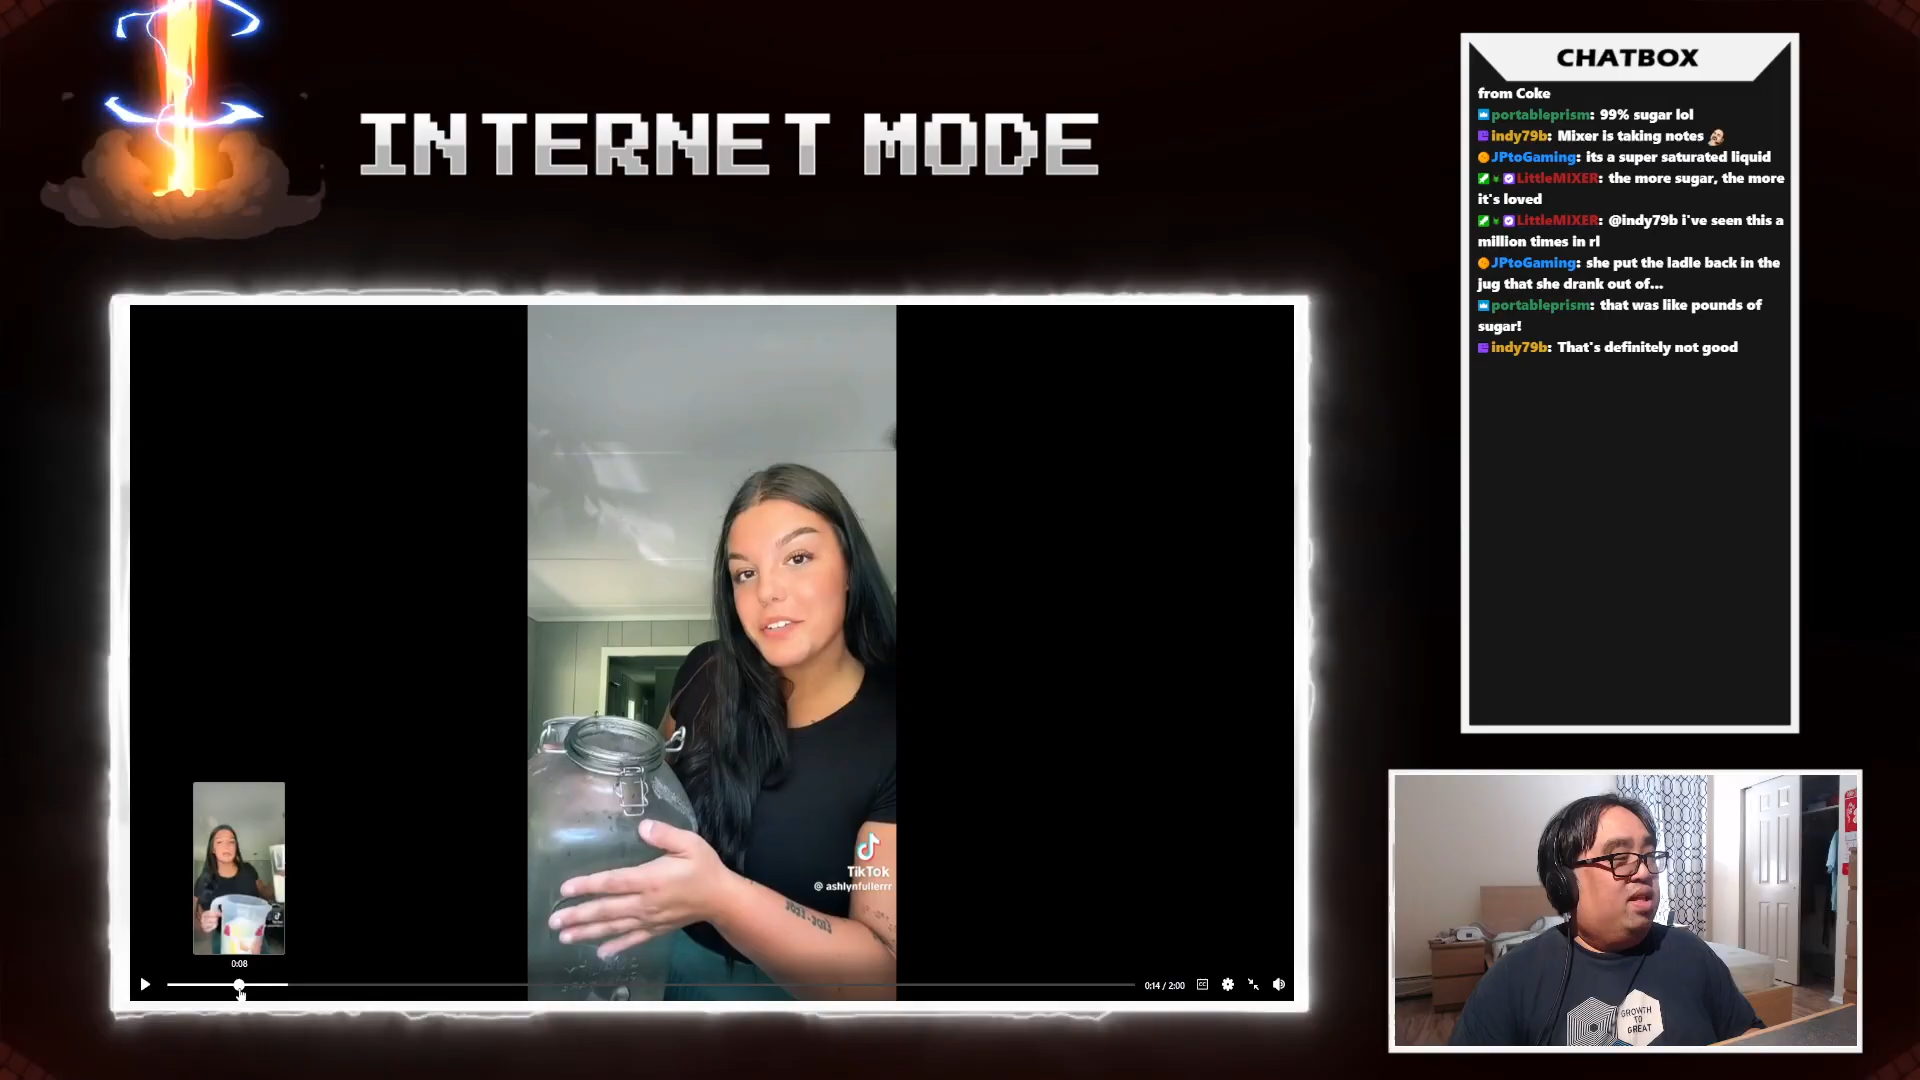 INTERNET MODE
CHATBOX
from Coke
portableprism: 99% sugar lol
indy79b: Mixer is taking notes
JPtoGaming: its a super saturated liquid
LittleMIXER: the more sugar, the more
it's loved
LittleMIXER: @indy79b i've seen this a
million times in rl
JPtoGaming: she put the ladle back in the
jug that she drank out of...
portableprism: that was like pounds of
sugar!
indy79b: That's definitely not good
TikTok
@ ashlynfullerrr
0:08
0:14 / 2:00
CC
GROWTH
TO
GREAT